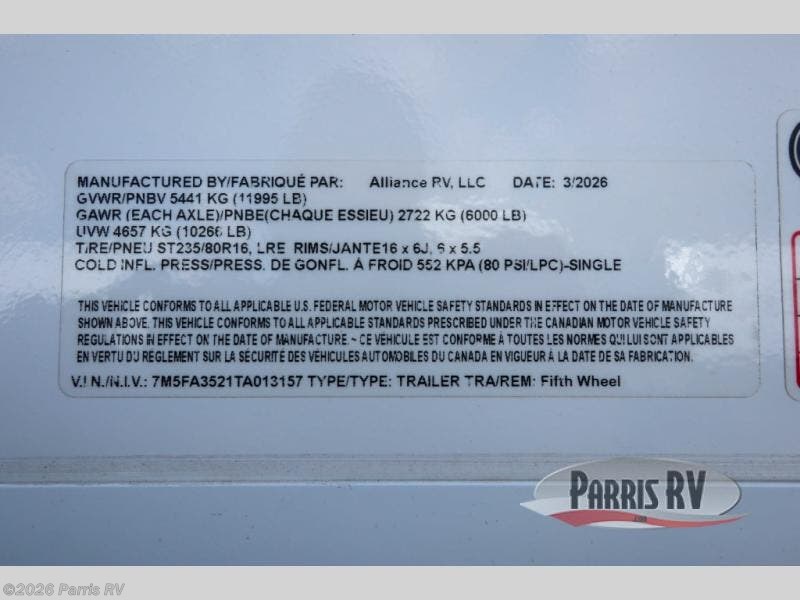 MANUFACTURED BY/FABRIQUÉ PAR: Alliance RV, LLC DATE: 3/2026
GVWR/PNBV 5441 KG (11995 LB)
GAWR (EACH AXLE)/PNBE(CHAQUE ESSIEU) 2722 KG (6000 LB)
UVW 4657 KG (10266 LB)
TIRE/PNEU ST235/80R16, LRE RIMS/JANTE16 x 6J, 6 x 5.5
COLD INFL. PRESS/PRESS. DE GONFL. À FROID 552 KPA (80 PSI/LPC)-SINGLE
THIS VEHICLE CONFORMS TO ALL APPLICABLE U.S. FEDERAL MOTOR VEHICLE SAFETY STANDARDS IN EFFECT ON THE DATE OF MANUFACTURE
SHOWN ABOVE. THIS VEHICLE CONFORMS TO ALL APPLICABLE STANDARDS PRESCRIBED UNDER THE CANADIAN MOTOR VEHICLE SAFETY
REGULATIONS IN EFFECT ON THE DATE OF MANUFACTURE ~ CE VÉHICULE EST CONFORME À TOUTES LES NORMES QUI LUI SONT APPLICABLES
EN VERTU DU RÈGLEMENT SUR LA SÉCURITÉ DES VÉHICULES AUTOMOBILES DU CANADA EN VIGUEUR À LA DATE DE SA FABRICATION.
V.I.N./N.I.V.: 7M5FA3521TA013157 TYPE/TYPE: TRAILER TRA/REM: Fifth Wheel
PARRIS RV
©2026 Parris RV